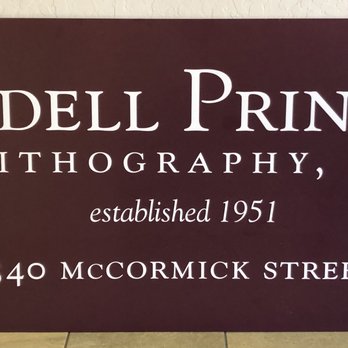 DELL PRIN
ITHOGRAPHY,
established 1951
40 MCCORMICK STREE